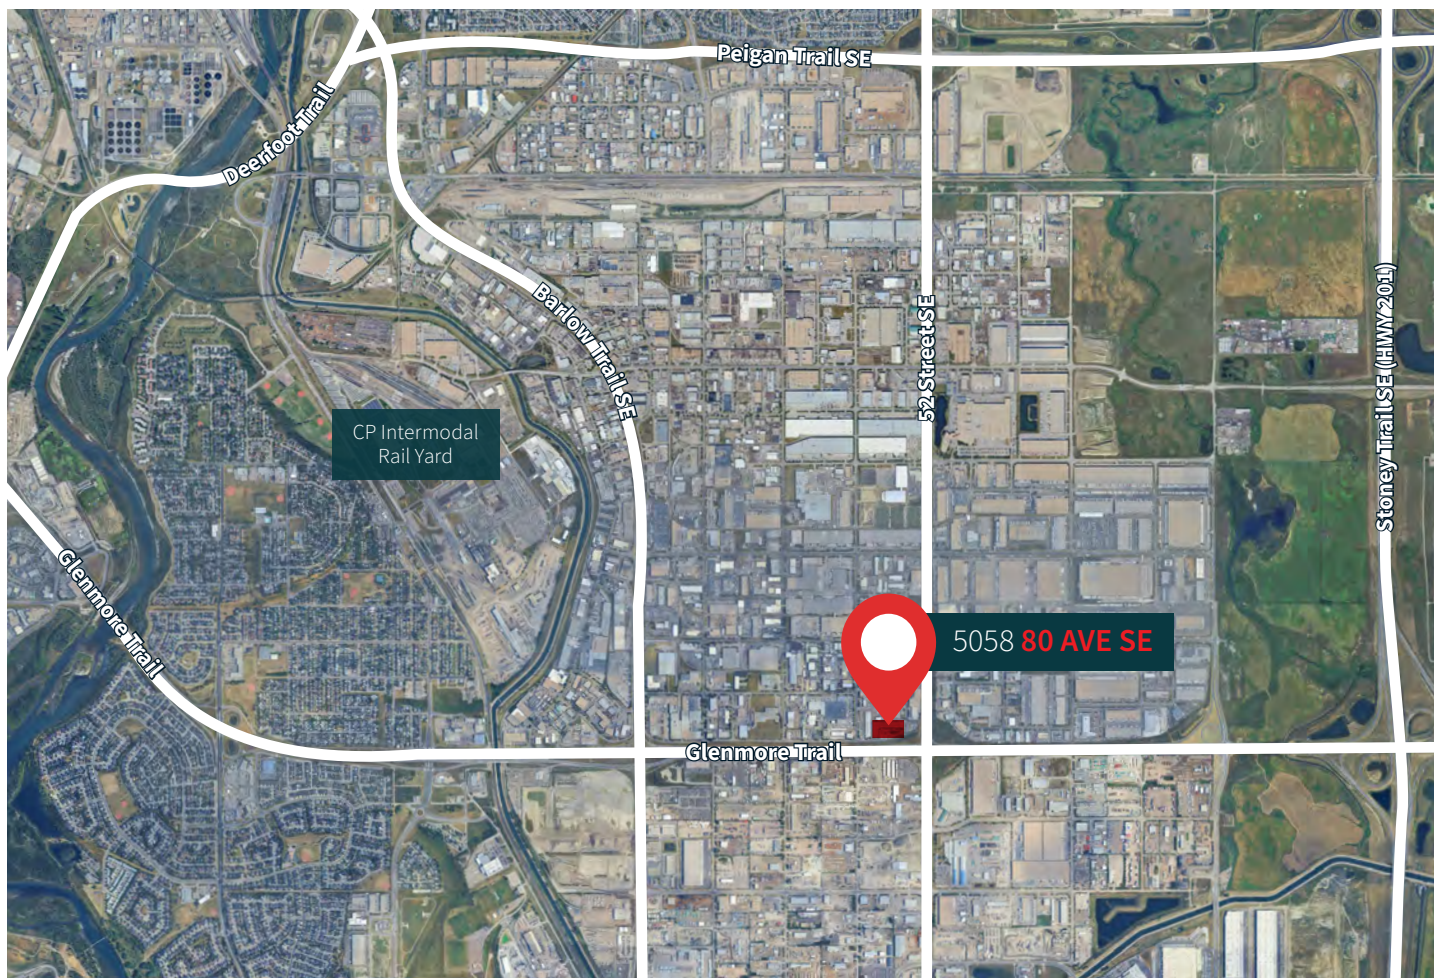 Peigan Trail SE
Deerfoot Trail
Barlow Trail SE
52 Street SE
Stoney Trail SE (HWY 201)
CP Intermodal
Rail Yard
Glenmore Trail
5058 80 AVE SE
Glenmore Trail